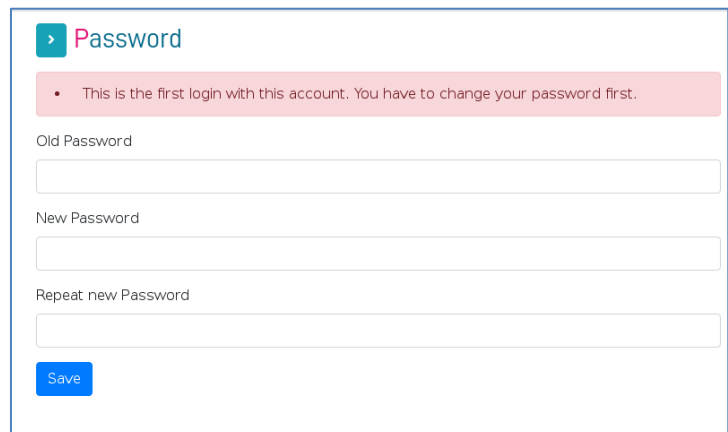 Password
• This is the first login with this account. You have to change your password first.
Old Password
New Password
Repeat new Password
Save